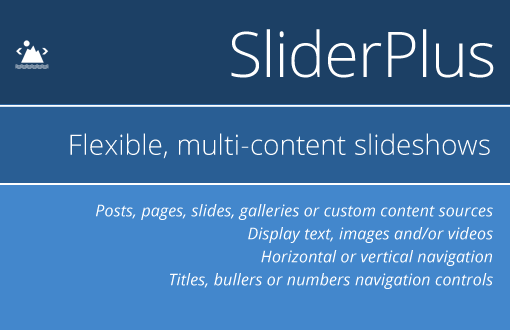 SliderPlus
Flexible, multi-content slideshows
Posts, pages, slides, galleries or custom content sources
Display text, images and/or videos
Horizontal or vertical navigation
Titles, bullers or numbers navigation controls